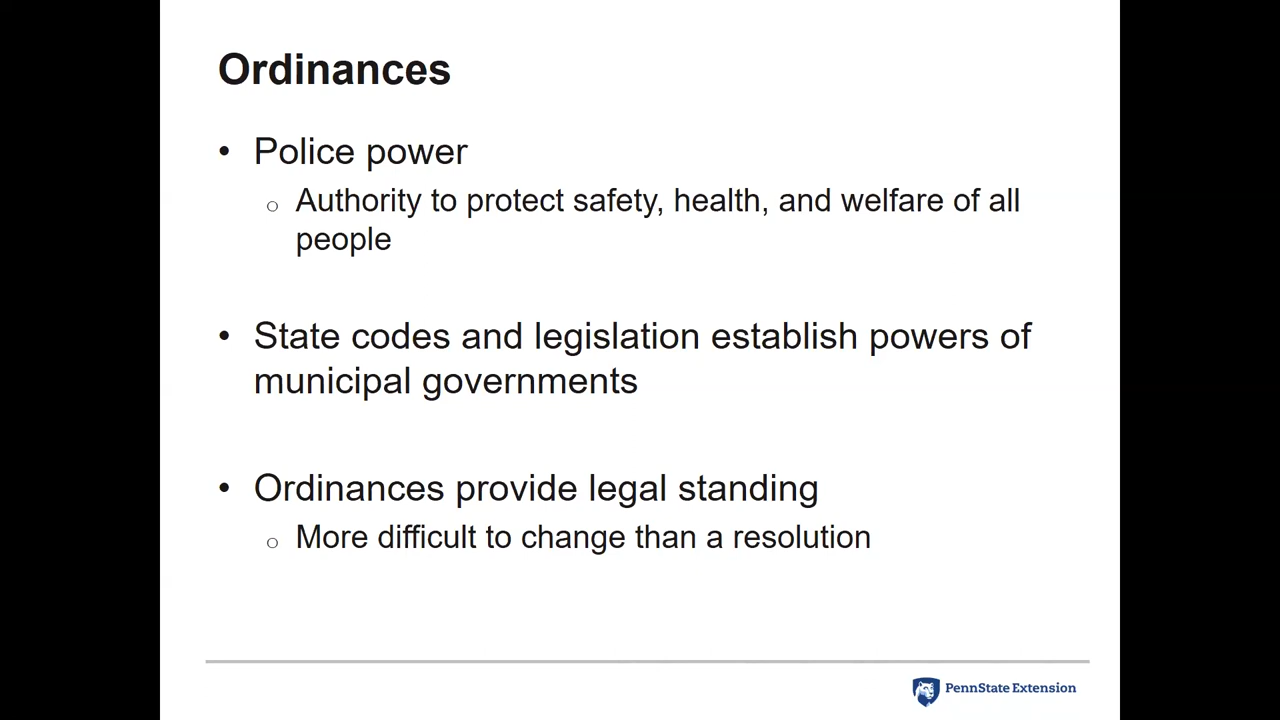 Ordinances
• Police power
○ Authority to protect safety, health, and welfare of all
people
• State codes and legislation establish powers of
municipal governments
• Ordinances provide legal standing
○ More difficult to change than a resolution
PennState Extension